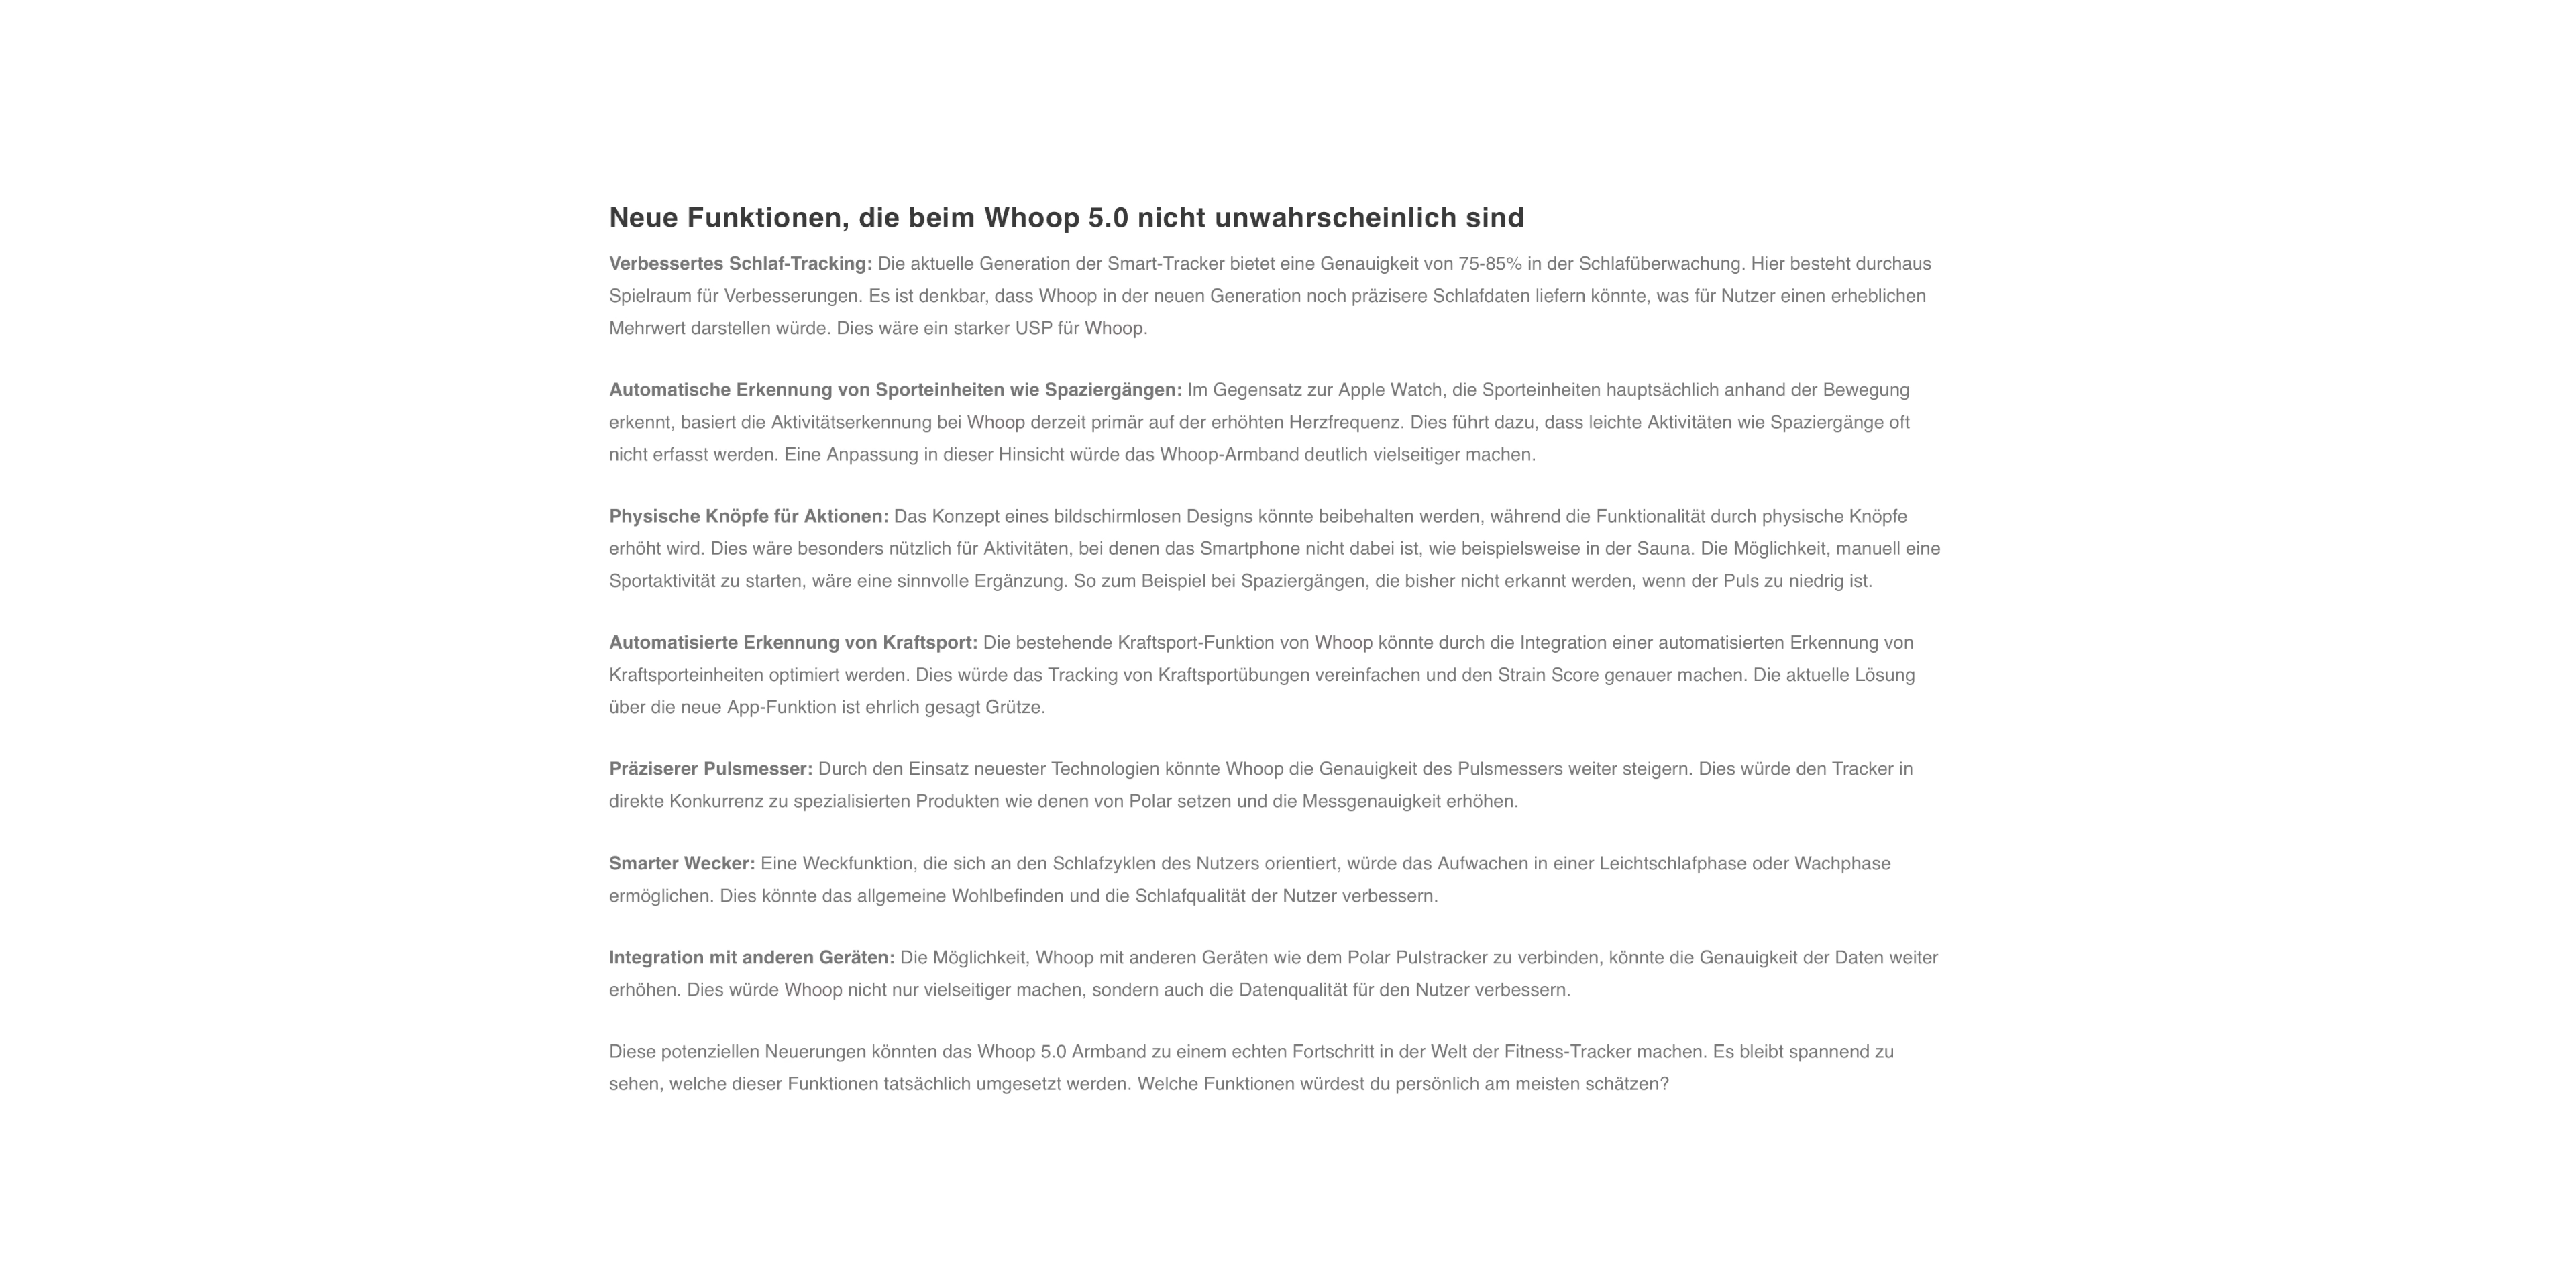 Neue Funktionen, die beim Whoop 5.0 nicht unwahrscheinlich sind
Verbessertes Schlaf-Tracking: Die aktuelle Generation der Smart-Tracker bietet eine Genauigkeit von 75-85% in der Schlafüberwachung. Hier besteht durchaus
Spielraum für Verbesserungen. Es ist denkbar, dass Whoop in der neuen Generation noch präzisere Schlafdaten liefern könnte, was für Nutzer einen erheblichen
Mehrwert darstellen würde. Dies wäre ein starker USP für Whoop.
Automatische Erkennung von Sporteinheiten wie Spaziergängen: Im Gegensatz zur Apple Watch, die Sporteinheiten hauptsächlich anhand der Bewegung
erkennt, basiert die Aktivitätserkennung bei Whoop derzeit primär auf der erhöhten Herzfrequenz. Dies führt dazu, dass leichte Aktivitäten wie Spaziergänge oft
nicht erfasst werden. Eine Anpassung in dieser Hinsicht würde das Whoop-Armband deutlich vielseitiger machen.
Physische Knöpfe für Aktionen: Das Konzept eines bildschirmlosen Designs könnte beibehalten werden, während die Funktionalität durch physische Knöpfe
erhöht wird. Dies wäre besonders nützlich für Aktivitäten, bei denen das Smartphone nicht dabei ist, wie beispielsweise in der Sauna. Die Möglichkeit, manuell eine
Sportaktivität zu starten, wäre eine sinnvolle Ergänzung. So zum Beispiel bei Spaziergängen, die bisher nicht erkannt werden, wenn der Puls zu niedrig ist.
Automatisierte Erkennung von Kraftsport: Die bestehende Kraftsport-Funktion von Whoop könnte durch die Integration einer automatisierten Erkennung von
Kraftsporteinheiten optimiert werden. Dies würde das Tracking von Kraftsportübungen vereinfachen und den Strain Score genauer machen. Die aktuelle Lösung
über die neue App-Funktion ist ehrlich gesagt Grütze.
Präziserer Pulsmesser: Durch den Einsatz neuester Technologien könnte Whoop die Genauigkeit des Pulsmessers weiter steigern. Dies würde den Tracker in
direkte Konkurrenz zu spezialisierten Produkten wie denen von Polar setzen und die Messgenauigkeit erhöhen.
Smarter Wecker: Eine Weckfunktion, die sich an den Schlafzyklen des Nutzers orientiert, würde das Aufwachen in einer Leichtschlafphase oder Wachphase
ermöglichen. Dies könnte das allgemeine Wohlbefinden und die Schlafqualität der Nutzer verbessern.
Integration mit anderen Geräten: Die Möglichkeit, Whoop mit anderen Geräten wie dem Polar Pulstracker zu verbinden, könnte die Genauigkeit der Daten weiter
erhöhen. Dies würde Whoop nicht nur vielseitiger machen, sondern auch die Datenqualität für den Nutzer verbessern.
Diese potenziellen Neuerungen könnten das Whoop 5.0 Armband zu einem echten Fortschritt in der Welt der Fitness-Tracker machen. Es bleibt spannend zu
sehen, welche dieser Funktionen tatsächlich umgesetzt werden. Welche Funktionen würdest du persönlich am meisten schätzen?